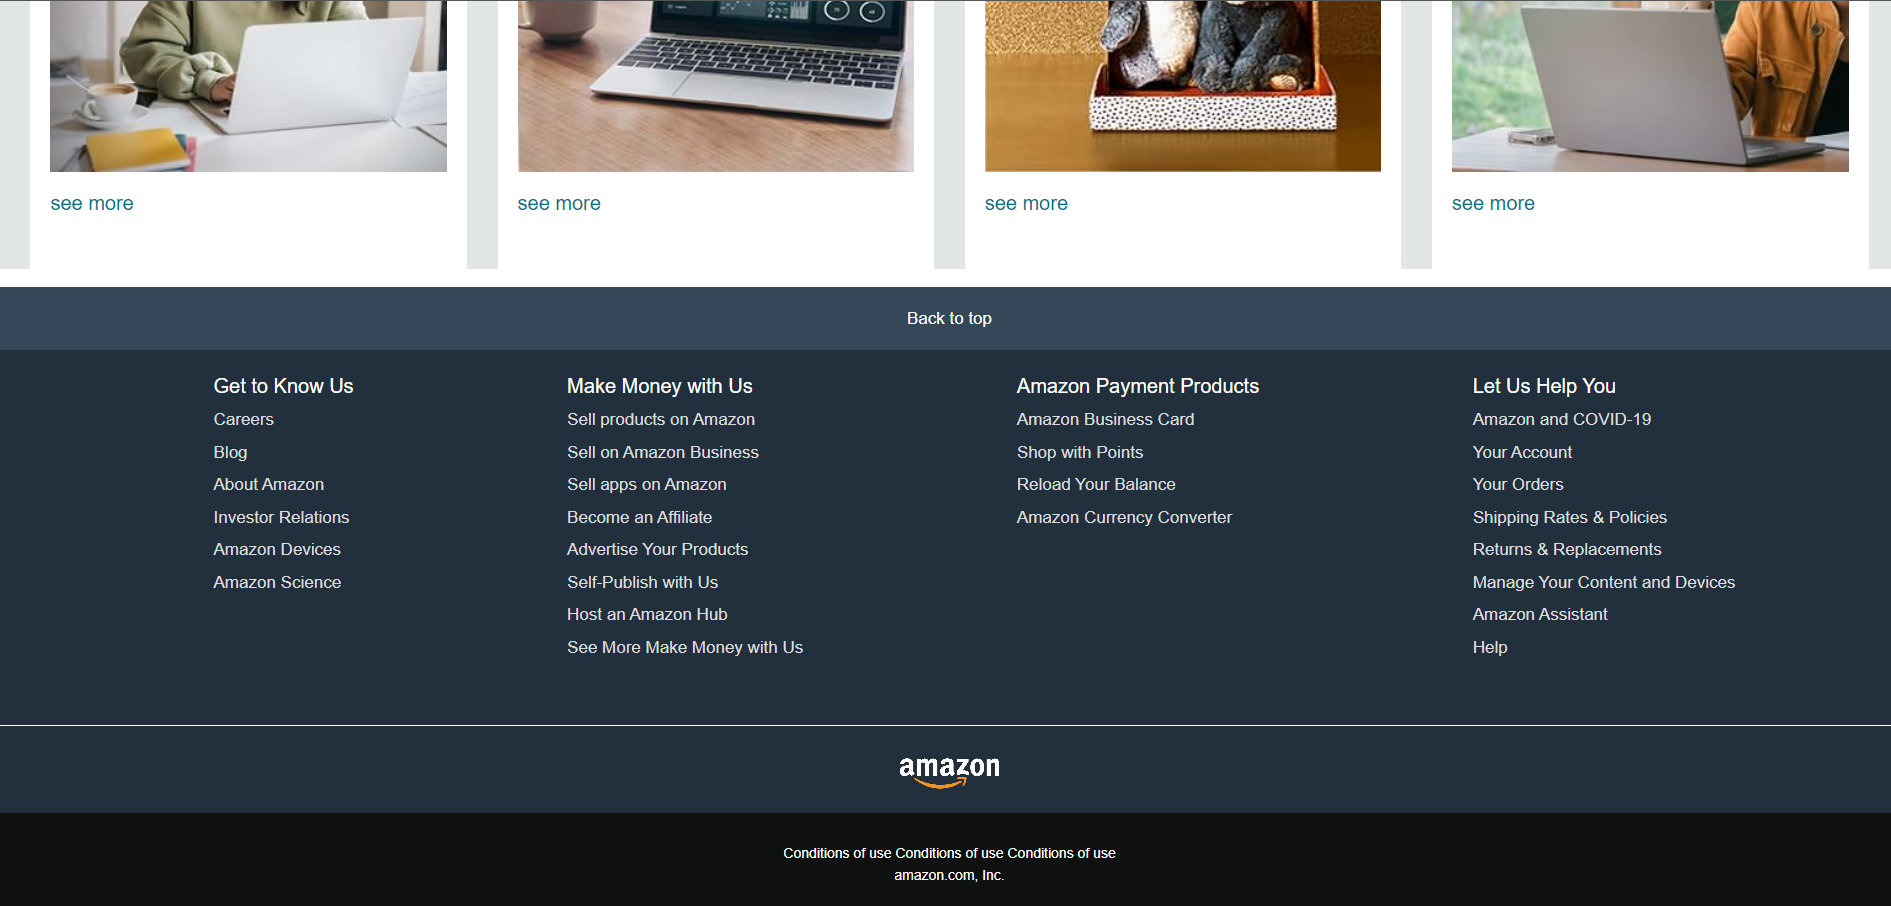 see more
see more
see more
see more
Back to top
Get to Know Us
Careers
Blog
About Amazon
Investor Relations
Amazon Devices
Amazon Science
Make Money with Us
Sell products on Amazon
Sell on Amazon Business
Sell apps on Amazon
Become an Affiliate
Advertise Your Products
Self-Publish with Us
Host an Amazon Hub
See More Make Money with Us
Amazon Payment Products
Amazon Business Card
Shop with Points
Reload Your Balance
Amazon Currency Converter
Let Us Help You
Amazon and COVID-19
Your Account
Your Orders
Shipping Rates & Policies
Returns & Replacements
Manage Your Content and Devices
Amazon Assistant
Help
amazon
Conditions of use Conditions of use Conditions of use
amazon.com, Inc.